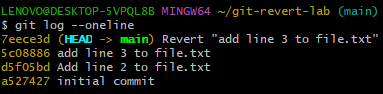 LENOVO@DESKTOP-5VPQL8B MINGW64 ~/git-revert-lab (main)
$ git log --oneline
7eece3d (HEAD -> main) Revert "add line 3 to file.txt"
5c08886 add line 3 to file.txt
d5f05bd Add line 2 to file.txt
a527427 initial commit